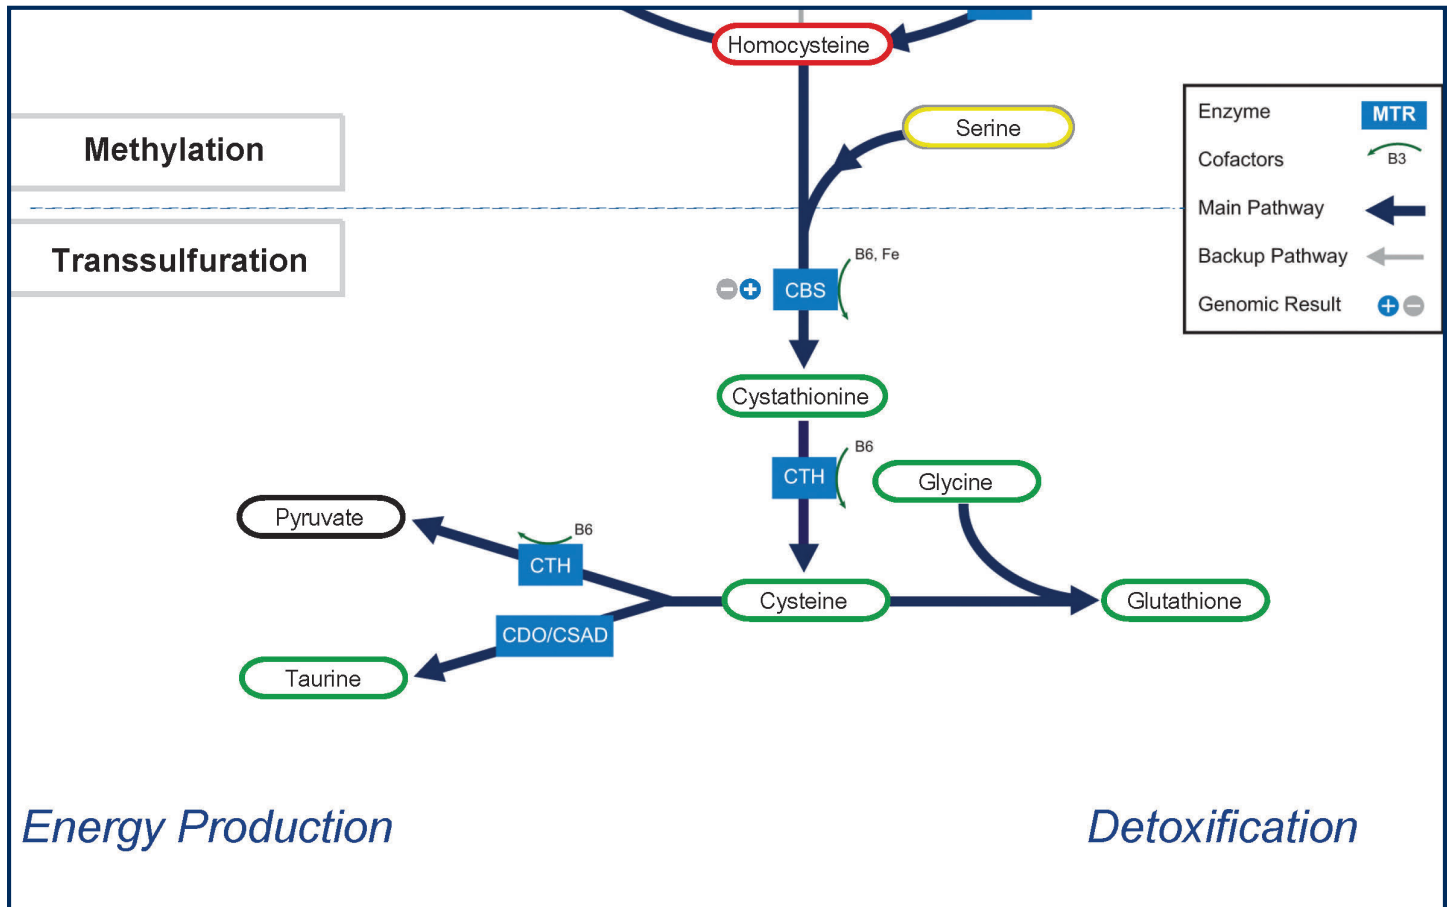 Homocysteine
Serine
Methylation
Transsulfuration
Enzyme
MTR
Cofactors
B3
Main Pathway
Backup Pathway
Genomic Result
B6, Fe
CBS
Cystathionine
B6
CTH
Glycine
Pyruvate
B6
CTH
Cysteine
Glutathione
CDO/CSAD
Taurine
Energy Production
Detoxification